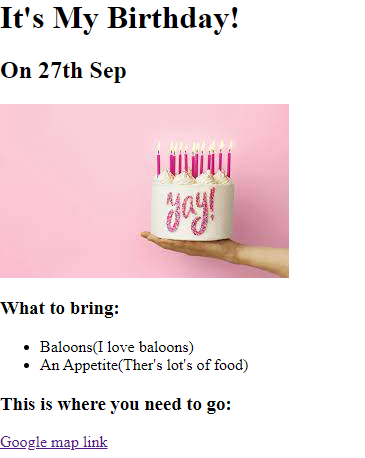 It's My Birthday!
On 27th Sep
yay!
What to bring:
Baloons(I love baloons)
An Appetite(Ther's lot's of food)
This is where you need to go:
Google map link